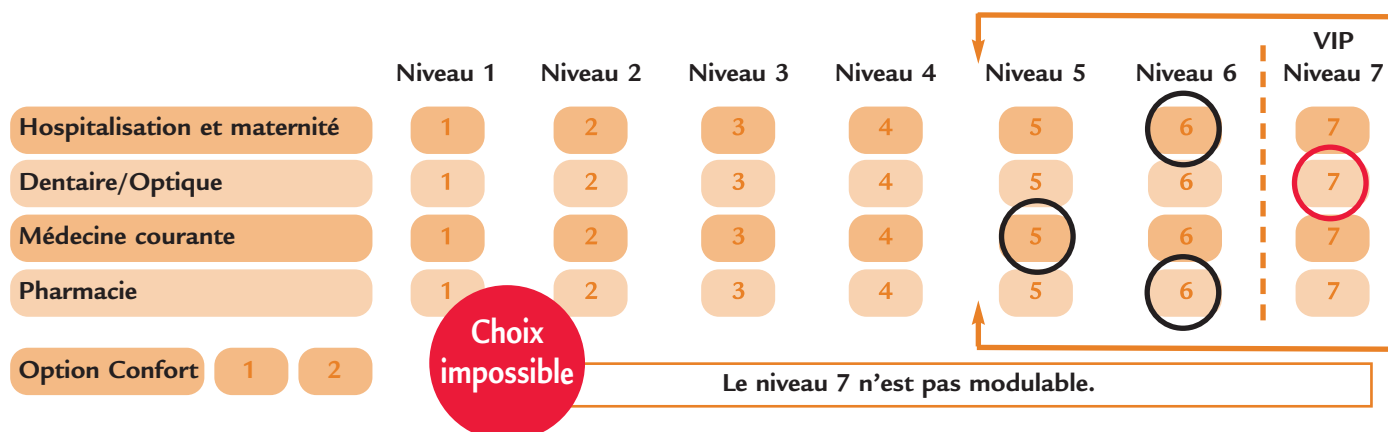 VIP
Niveau 1 Niveau 2 Niveau 3 Niveau 4 Niveau 5 Niveau 6 Niveau 7
Hospitalisation et maternité 1 2 3 4 5 6 7
Dentaire/Optique 1 2 3 4 5 6 7
Médecine courante 1 2 3 4 5 6 7
Pharmacie 1 2 3 4 5 6 7
Choix
impossible
Option Confort 1 2
Le niveau 7 n’est pas modulable.